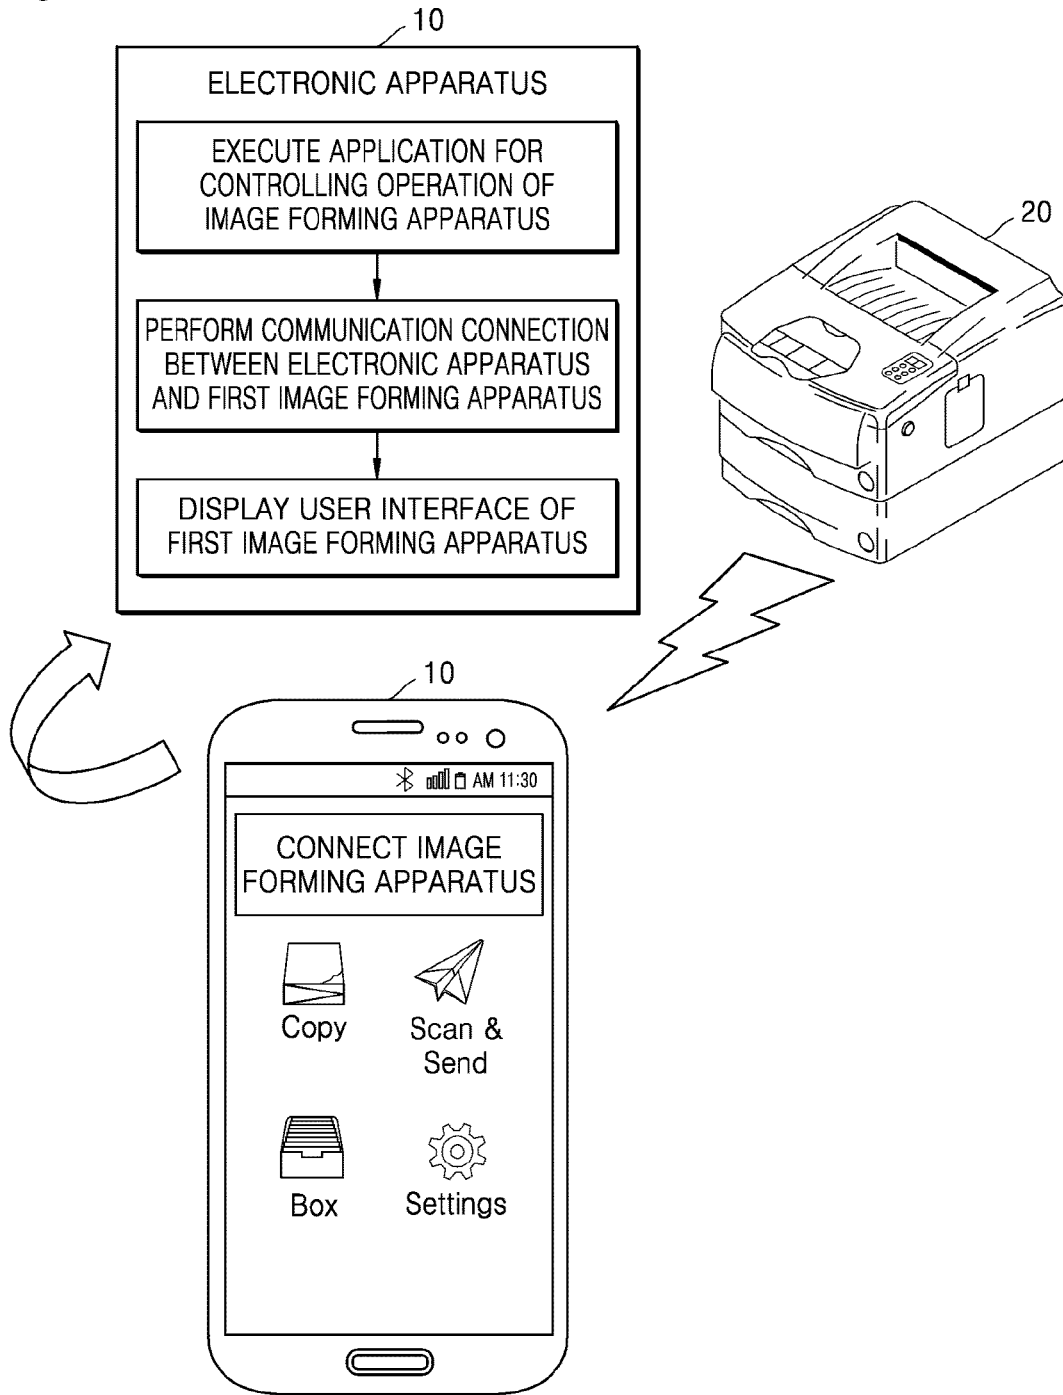 10
ELECTRONIC APPARATUS
EXECUTE APPLICATION FOR
CONTROLLING OPERATION OF
IMAGE FORMING APPARATUS
PERFORM COMMUNICATION CONNECTION
BETWEEN ELECTRONIC APPARATUS
AND FIRST IMAGE FORMING APPARATUS
DISPLAY USER INTERFACE OF
FIRST IMAGE FORMING APPARATUS
20
10
AM 11:30
CONNECT IMAGE
FORMING APPARATUS
Copy
Scan &
Send
Box
Settings